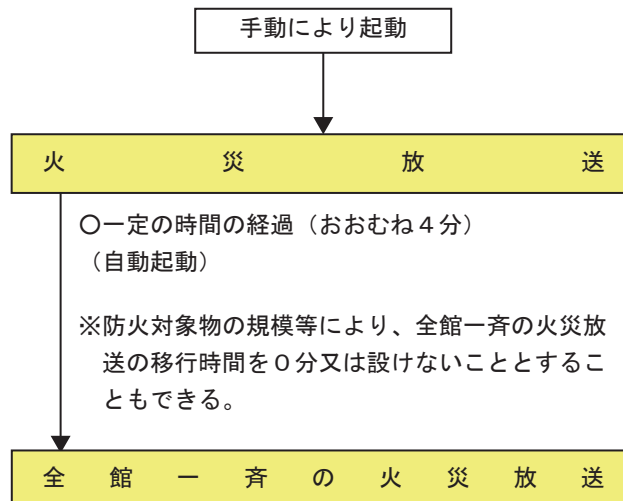 手動により起動
火災放送
〇一定の時間の経過（おおむね４分）
（自動起動）
※防火対象物の規模等により、全館一斉の火災放
送の移行時間を０分又は設けないこととするこ
ともできる。
全館一斉の火災放送